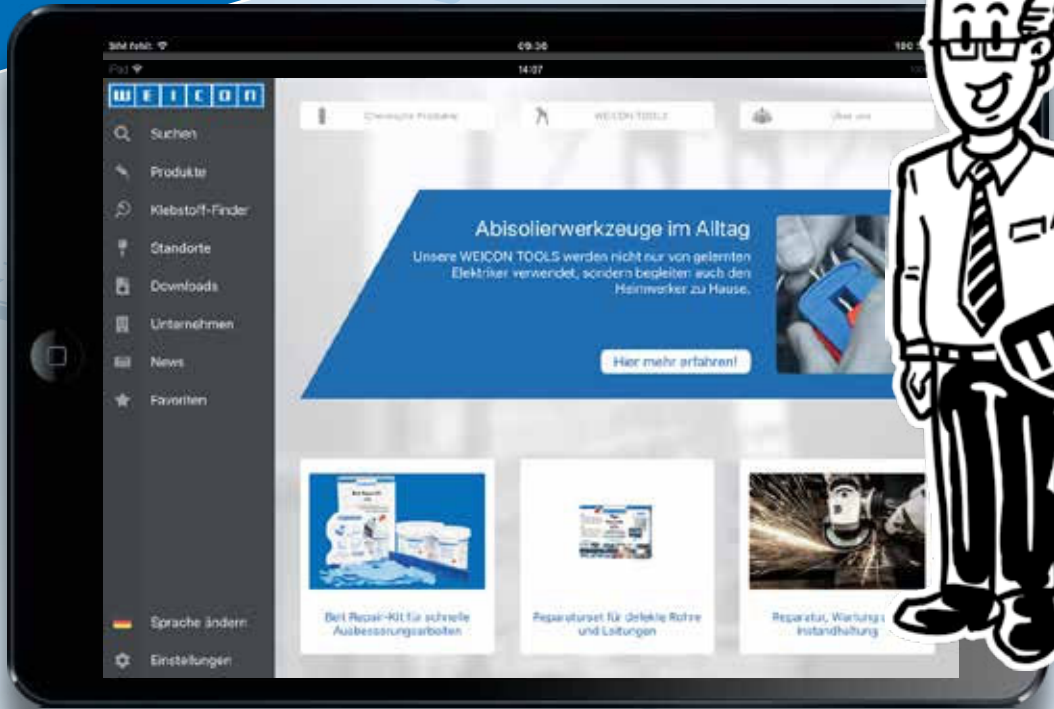 SIM fehlt
09:36
iPad
14:07
WEICON
Chemische Produkte
WEICON TOOLS
Über uns
Suchen
Produkte
Klebstoff-Finder
Standorte
Downloads
Unternehmen
News
Favoriten
Abisolierwerkzeuge im Alltag
Unsere WEICON TOOLS werden nicht nur von gelernten
Elektriker verwendet, sondern begleiten auch den
Heimwerker zu Hause.
Hier mehr erfahren!
Belt Repair-Kit für schnelle
Ausbesserungsarbeiten
Reparaturset für defekte Rohre
und Leitungen
Reparatur, Wartung
Instandhaltung
Sprache ändern
Einstellungen